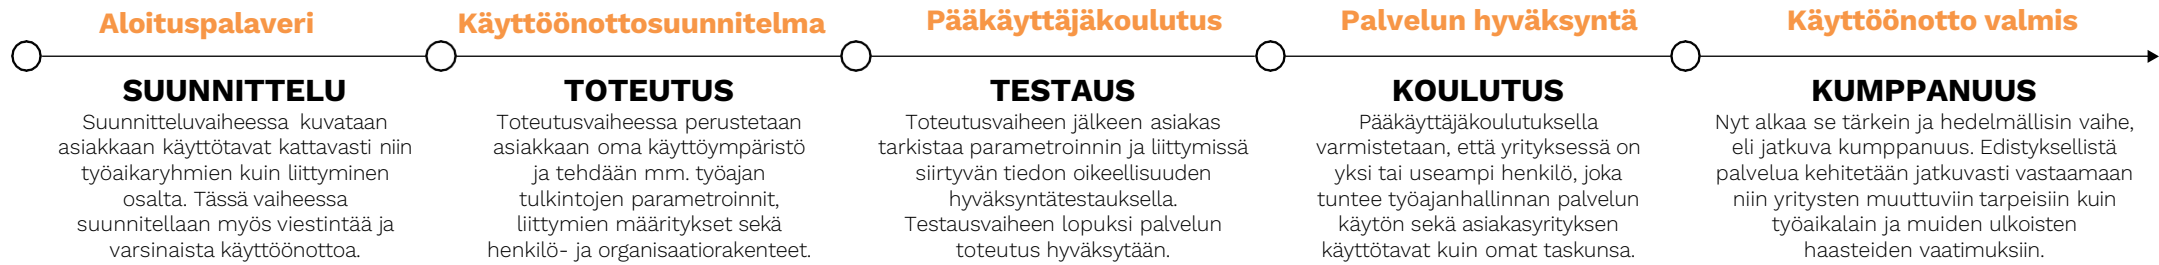 Aloituspalaveri
Käyttöönottosuunnitelma
Pääkäyttäjäkoulutus
Palvelun hyväksyntä
Käyttöönotto valmis
SUUNNITTELU
Suunnitteluvaiheessa kuvataan
asiakkaan käyttötavat kattavasti niin
työaikaryhmien kuin liittyminen
osalta. Tässä vaiheessa
suunnitellaan myös viestintää ja
varsinaista käyttöönottoa.
TOTEUTUS
Toteutusvaiheessa perustetaan
asiakkaan oma käyttöympäristö
ja tehdään mm. työajan
tulkintojen parametroinnit,
liittymien määritykset sekä
henkilö- ja organisaatiorakenteet.
TESTAUS
Toteutusvaiheen jälkeen asiakas
tarkistaa parametroinnin ja liittymissä
siirtyvän tiedon oikeellisuuden
hyväksyntätestauksella.
Testausvaiheen lopuksi palvelun
toteutus hyväksytään.
KOULUTUS
Pääkäyttäjäkoulutuksella
varmistetaan, että yrityksessä on
yksi tai useampi henkilö, joka
tuntee työajanhallinnan palvelun
käytön sekä asiakasyrityksen
käyttötavat kuin omat taskunsa.
KUMPPANUUS
Nyt alkaa se tärkein ja hedelmällisin vaihe,
eli jatkuva kumppanuus. Edistyksellistä
palvelua kehitetään jatkuvasti vastaamaan
niin yritysten muuttuviin tarpeisiin kuin
työaikalain ja muiden ulkoisten
haasteiden vaatimuksiin.